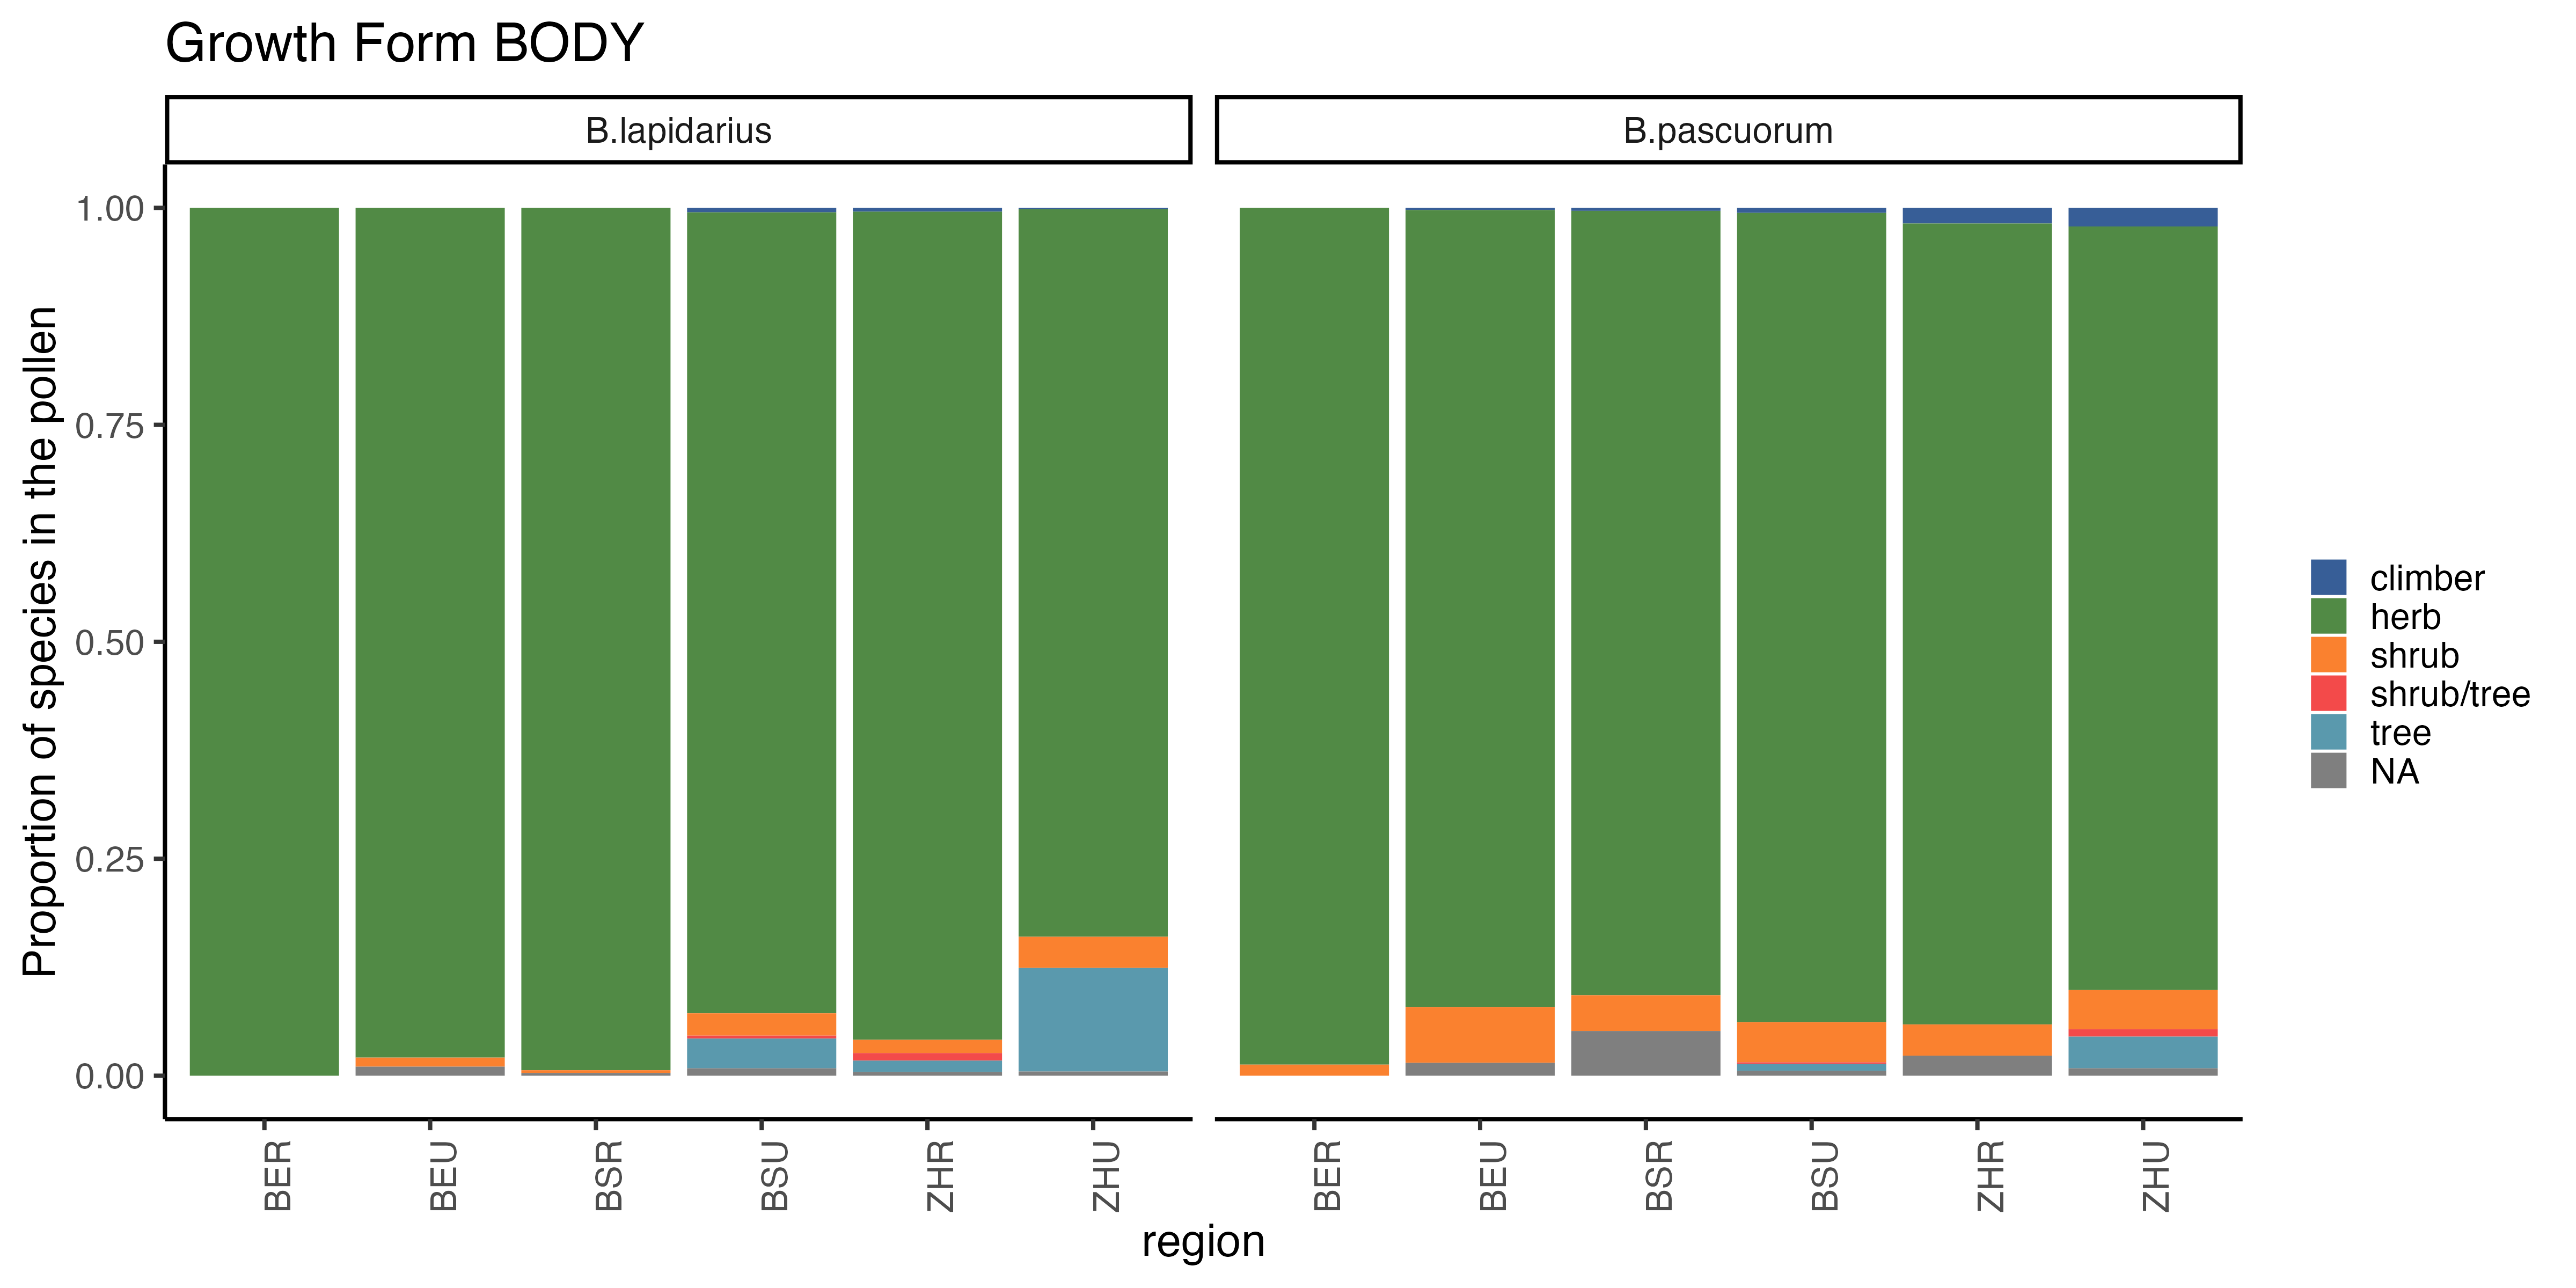 Growth Form BODY
B.lapidarius
B.pascuorum
Proportion of species in the pollen
1.00
0.75
0.50
0.25
0.00
BER
BEU
BSR
BSU
ZHR
ZHU
BER
BEU
BSR
BSU
ZHR
ZHU
region
climber
herb
shrub
shrub/tree
tree
NA